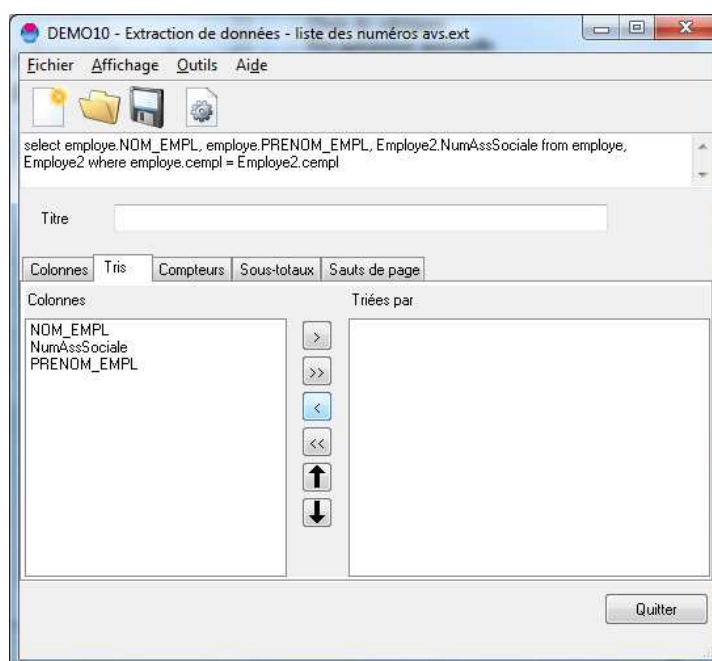 DEMO10 - Extraction de données - liste des numéros avs.ext
Fichier Affichage Outils Aide
select employe.NOM_EMPL, employe.PRENOM_EMPL, Employe2.NumAssSociale from employe,
Employe2 where employe.cempl = Employe2.cempl
Titre
Colonnes Tris Compteurs Sous-totaux Sauts de page
Colonnes Triées par
NOM_EMPL
NumAssSociale
PRENOM_EMPL
>
>>
<
<<
Quitter